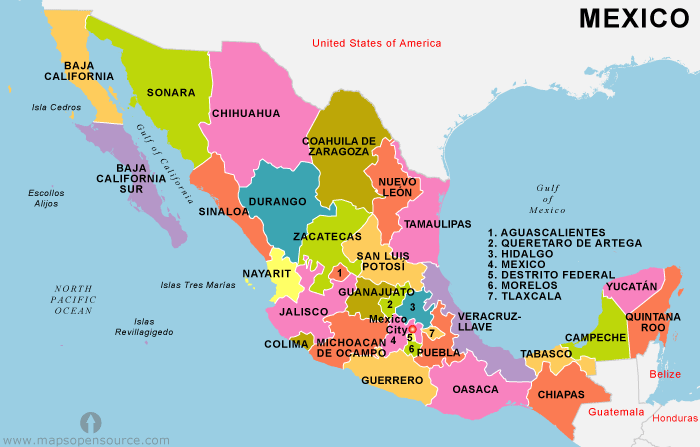 MEXICO
United States of America
BAJA
CALIFORNIA
SONARA
CHIHUAHUA
Isla Cedros
Gulf of California
COAHUILA DE
ZARAGOZA
BAJA
CALIFORNIA
SUR
NUEVO
LEÓN
Escollos
Alijos
SINALOA
DURANGO
Gulf
of
Mexico
TAMAULIPAS
ZACATECAS
1. AGUASCALIENTES
2. QUERETARO DE ARTEGA
3. HIDALGO
4. MEXICO
5. DESTRITO FEDERAL
6. MORELOS
7. TLAXCALA
SAN LUIS
POTOSÍ
NAYARIT
1
Islas Tres Marias
NORTH
PACIFIC
OCEAN
GUANAJUATO
2
3
YUCATÁN
JALISCO
Mexico
City
VERACRUZ-
LLAVE
QUINTANA
ROO
Islas
Revillagigedo
CAMPECHE
COLIMA
MICHOACAN
DE OCAMPO
4
5
6
7
PUEBLA
TABASCO
GUERRERO
OASACA
CHIAPAS
Belize
Guatemala
Honduras
www.mapsopensource.com